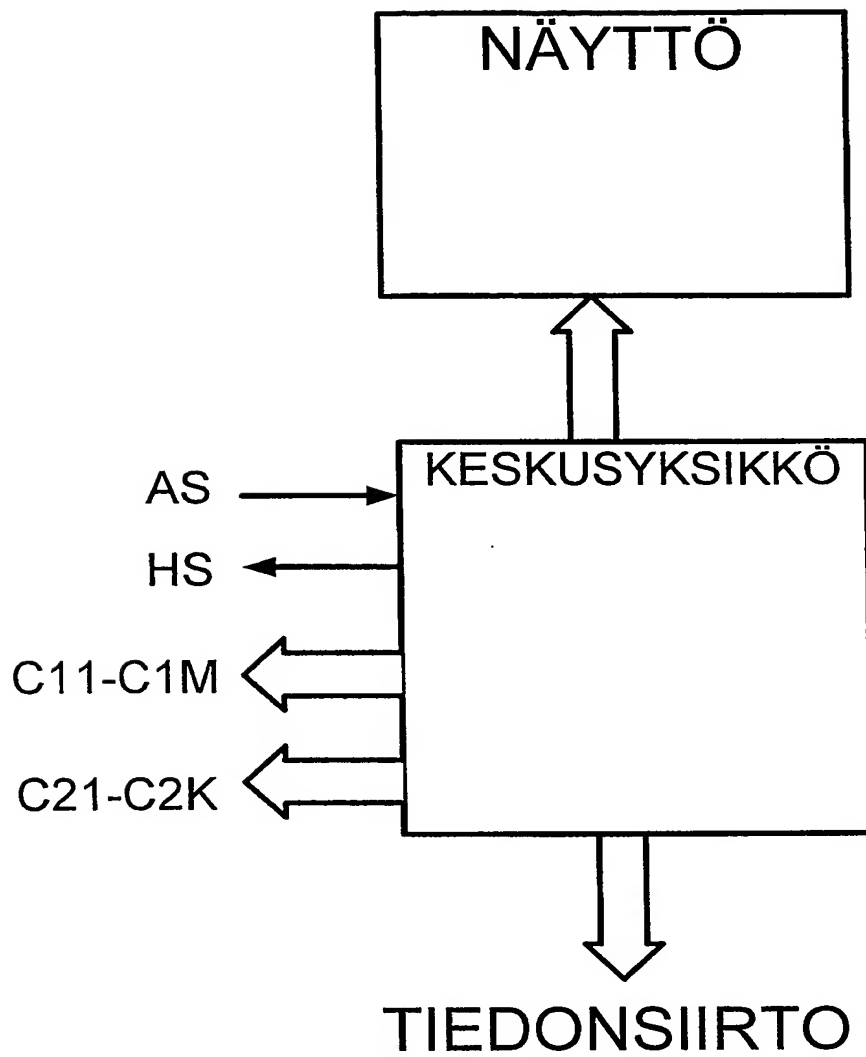 NÄYTTÖ
KESKUSYKSIKKÖ
AS
HS
C11-C1M
C21-C2K
TIEDONSIIRTO